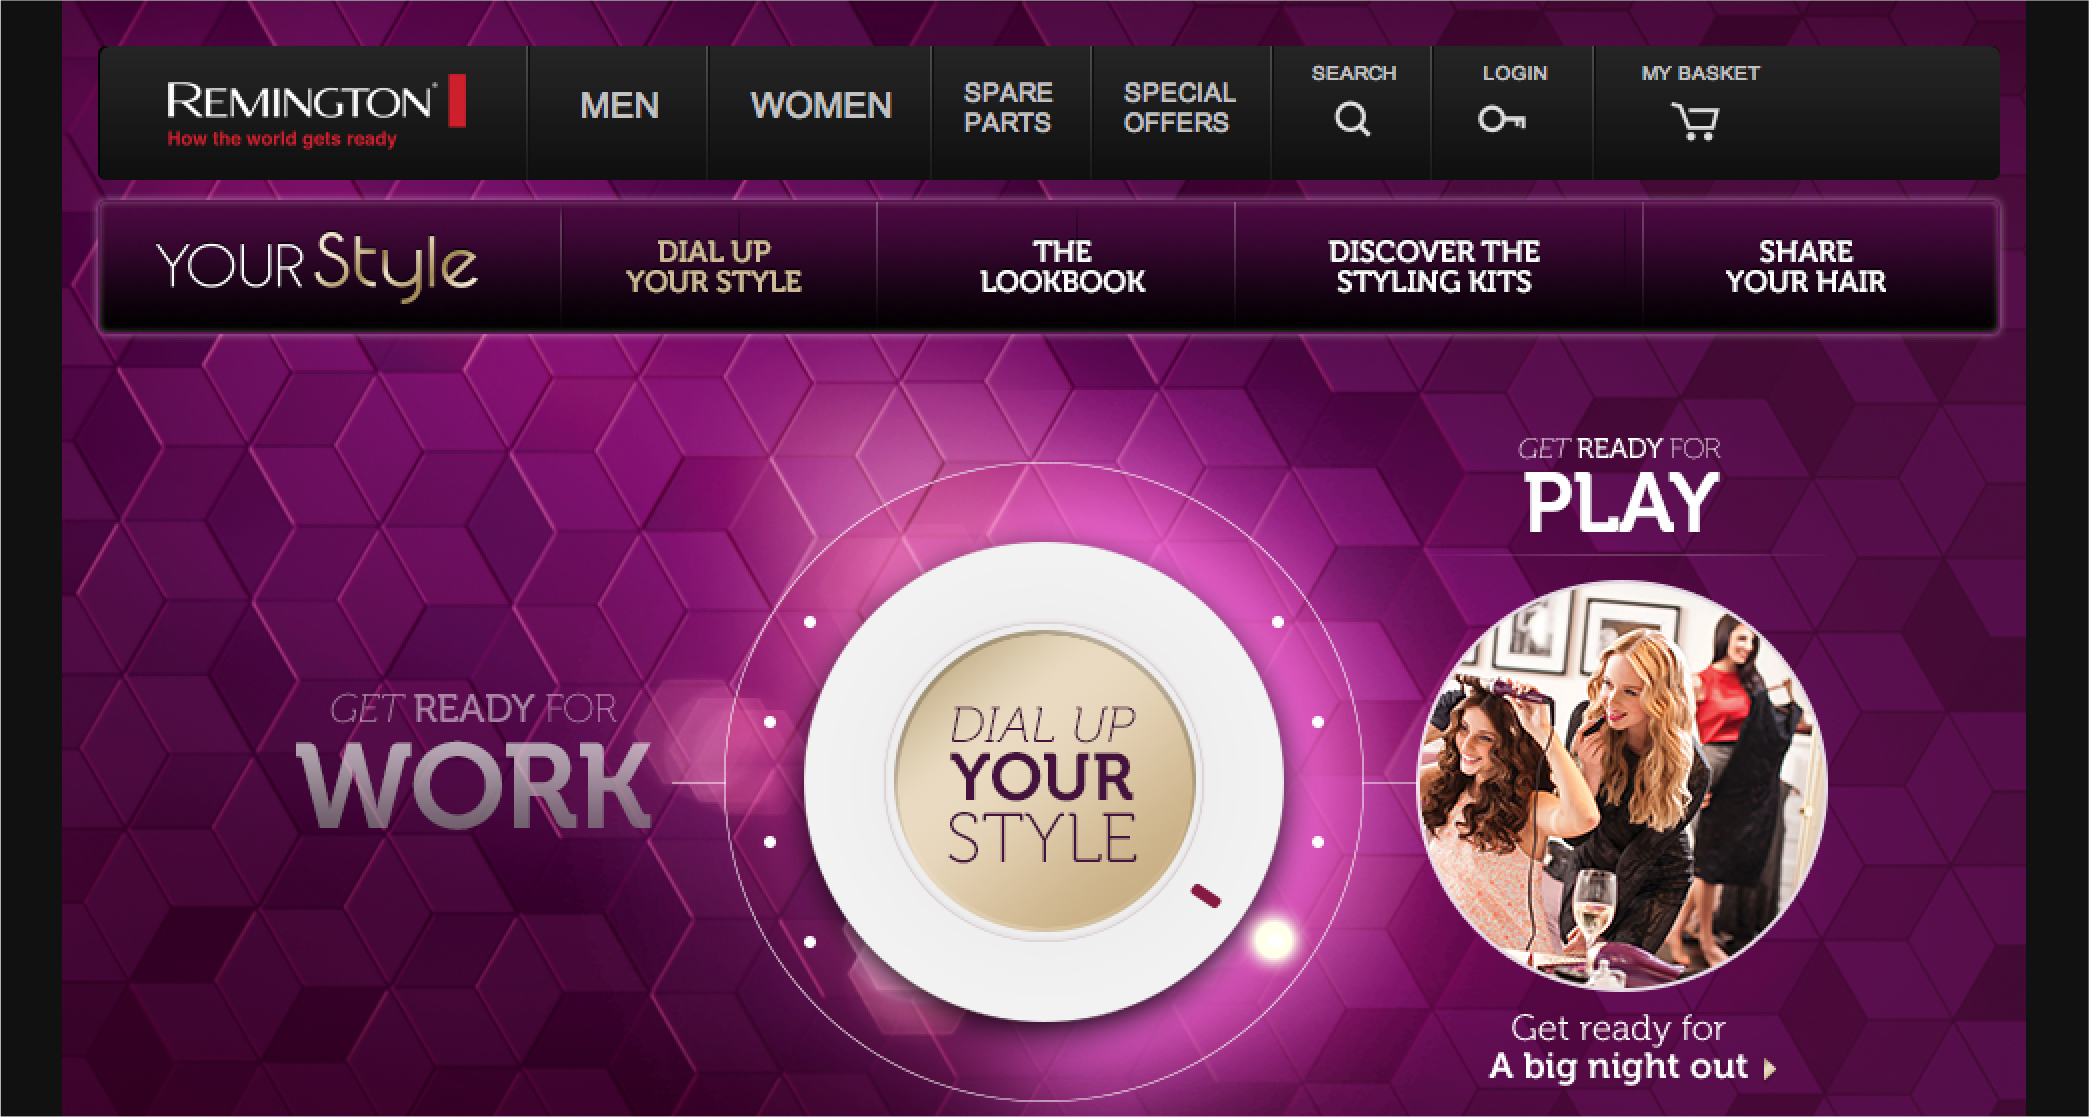 REMINGTON®
How the world gets ready
MEN
WOMEN
SPARE
PARTS
SPECIAL
OFFERS
SEARCH
LOGIN
MY BASKET
YOUR Style
DIAL UP
YOUR STYLE
THE
LOOKBOOK
DISCOVER THE
STYLING KITS
SHARE
YOUR HAIR
GET READY FOR
WORK
DIAL UP
YOUR
STYLE
GET READY FOR
PLAY
Get ready for
A big night out